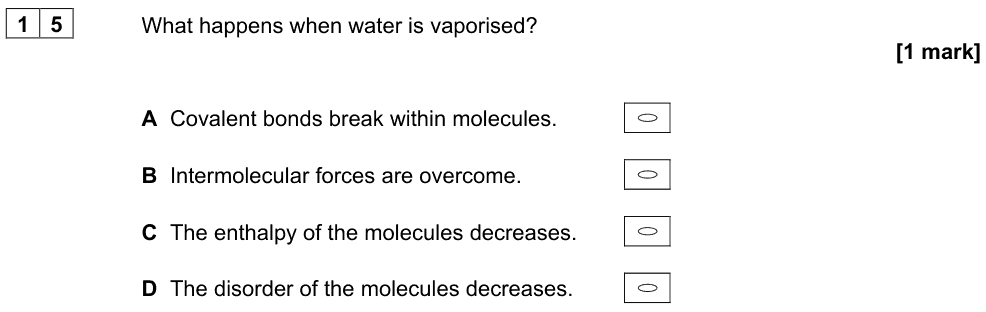 1 5 What happens when water is vaporised?
[1 mark]
A Covalent bonds break within molecules.
B Intermolecular forces are overcome.
C The enthalpy of the molecules decreases.
D The disorder of the molecules decreases.